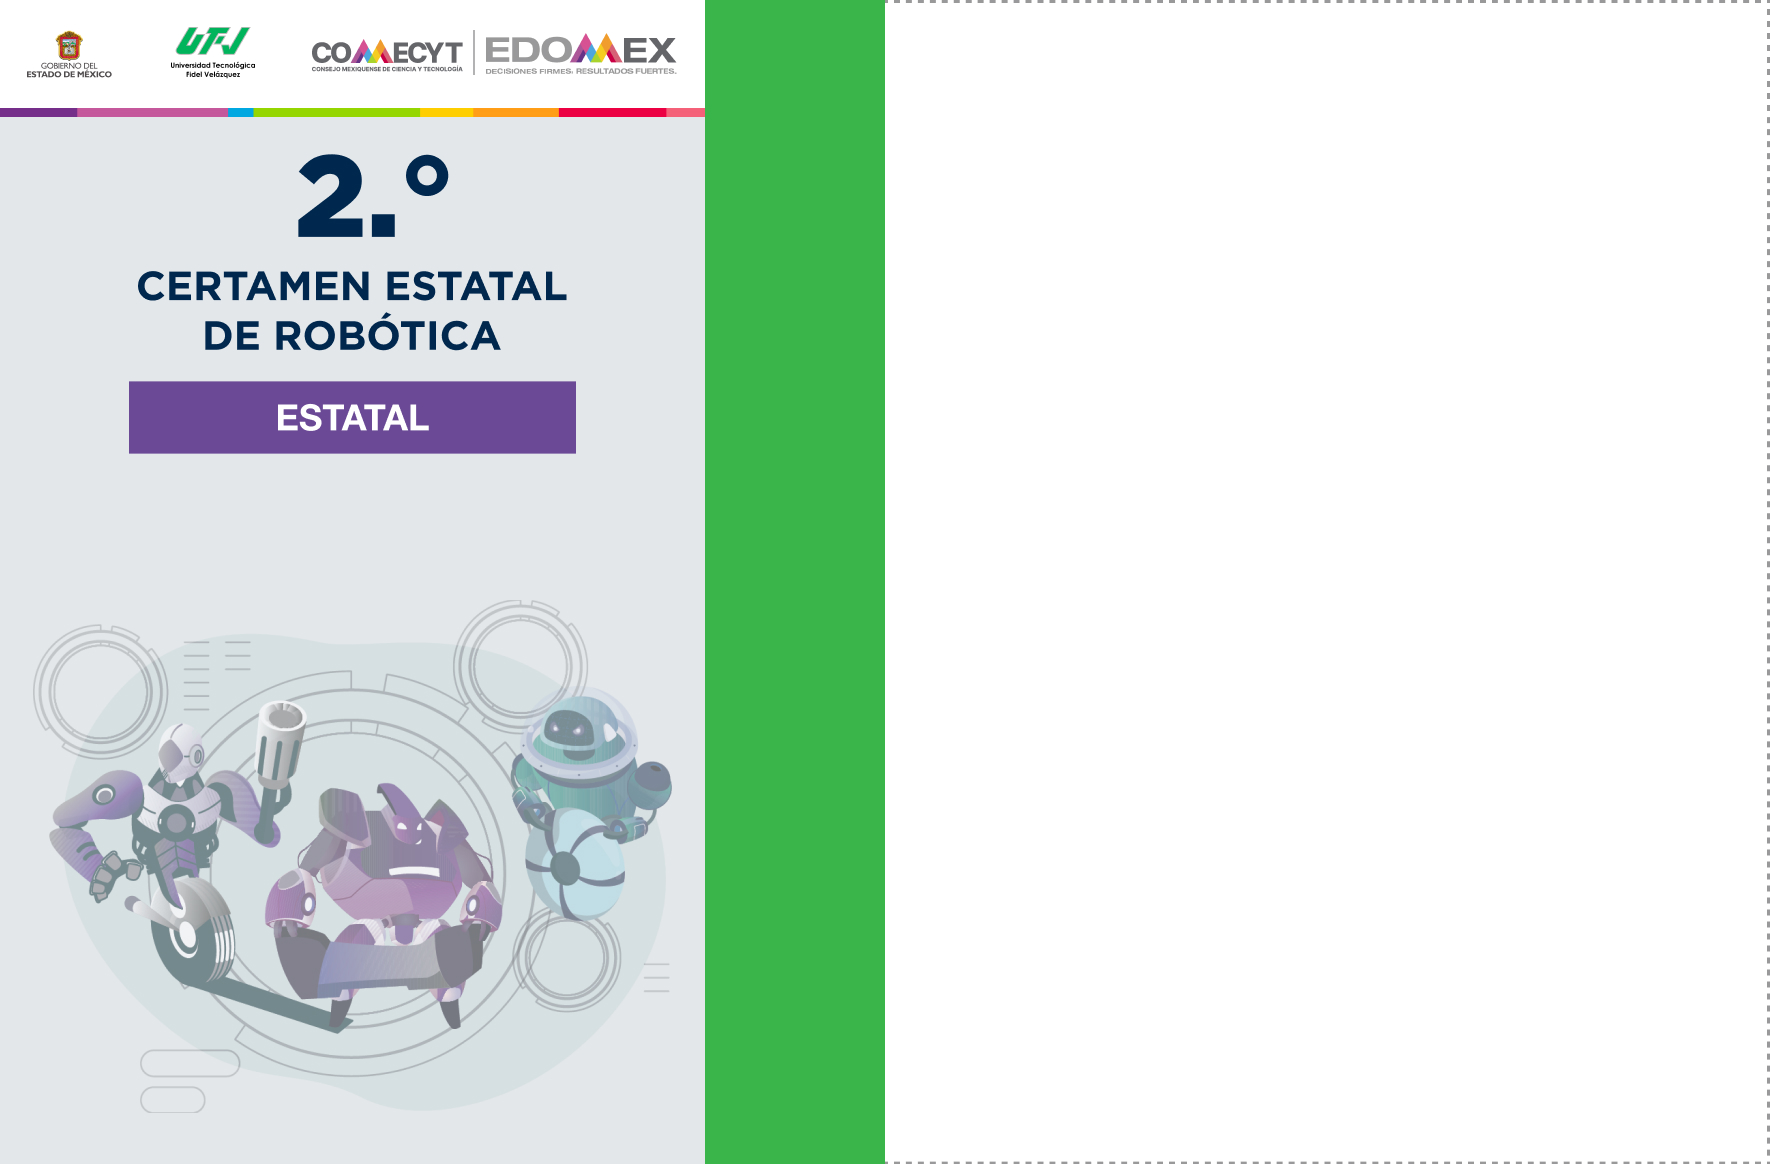 GOBIERNO DEL
ESTADO DE MÉXICO
UTFV
Universidad Tecnológica
Fidel Velázquez
COMECYT
CONSEJO MEXIQUENSE DE CIENCIA Y TECNOLOGÍA
EDOMEX
DECISIONES FIRMES, RESULTADOS FUERTES.
2.°
CERTAMEN ESTATAL
DE ROBÓTICA
ESTATAL